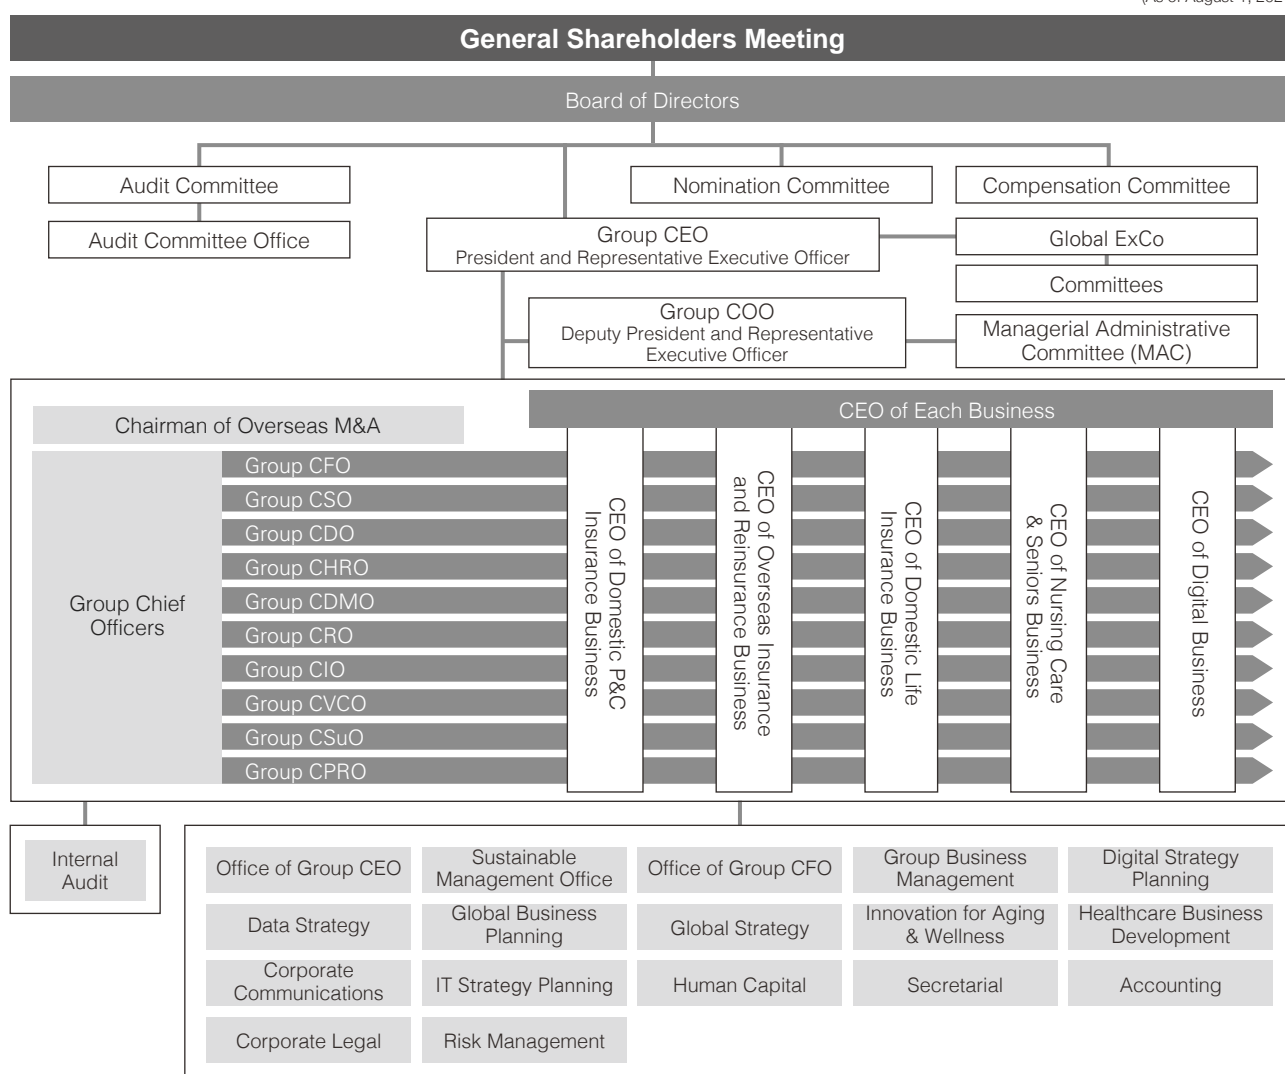 General Shareholders Meeting
Board of Directors
Audit Committee
Nomination Committee
Compensation Committee
Audit Committee Office
Group CEO
President and Representative Executive Officer
Global ExCo
Committees
Group COO
Deputy President and Representative
Executive Officer
Managerial Administrative
Committee (MAC)
Chairman of Overseas M&A
CEO of Each Business
Group Chief
Officers
Group CFO
Group CSO
Group CDO
Group CHRO
Group CDMO
Group CRO
Group CIO
Group CVCO
Group CSuO
Group CPRO
CEO of Domestic P&C
Insurance Business
CEO of Overseas Insurance
and Reinsurance Business
CEO of Domestic Life
Insurance Business
CEO of Nursing Care
& Seniors Business
CEO of Digital Business
Internal
Audit
Office of Group CEO
Sustainable
Management Office
Office of Group CFO
Group Business
Management
Digital Strategy
Planning
Data Strategy
Global Business
Planning
Global Strategy
Innovation for Aging
& Wellness
Healthcare Business
Development
Corporate
Communications
IT Strategy Planning
Human Capital
Secretarial
Accounting
Corporate Legal
Risk Management